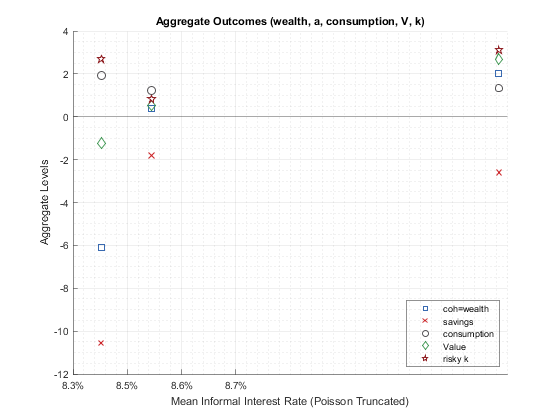 Aggregate Outcomes (wealth, a, consumption, V, k)
4
2
0
-2
-4
-6
-8
-10
-12
Aggregate Levels
8.3%
8.5%
8.6%
8.7%
Mean Informal Interest Rate (Poisson Truncated)
coh=wealth
savings
consumption
Value
risky k